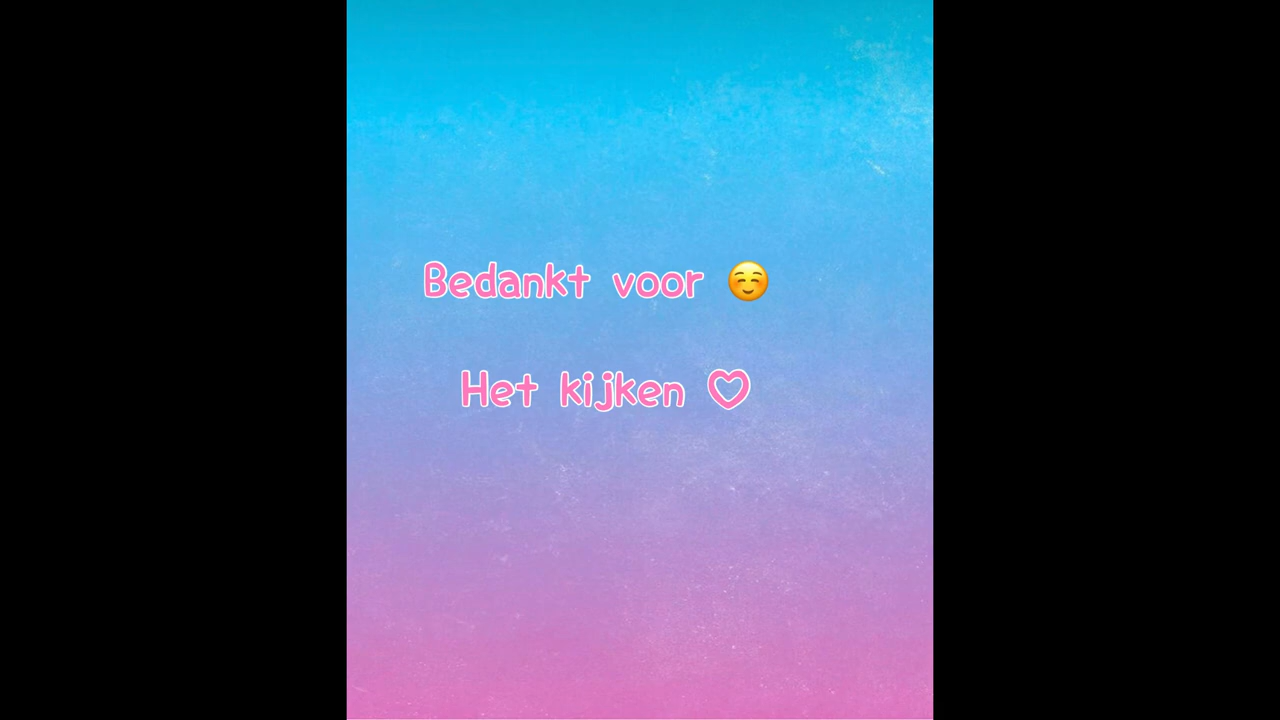 Bedankt voor ☺️
Het kijken ♡